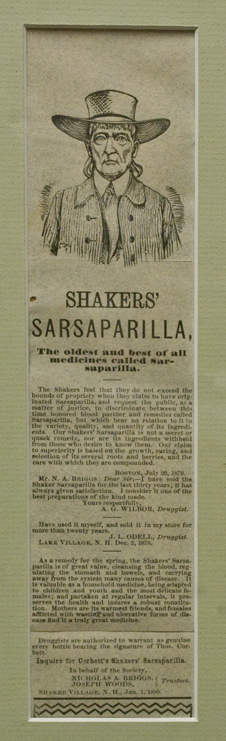 SHAKERS'
SARSAPARILLA,
The oldest and best of all
medicines called Sar-
saparilla.
The Shakers feel that they do not exceed the
bounds of propriety when they claim to have orig-
inated Sarsaparilla, and request the public, as a
matter of justice, to discriminate between this
time honored blood purifier and remedies called
Sarsaparilla, but which bear no relation to it in
the variety, quality, and quantity of its ingredi-
ents. Our Shakers' Sarsaparilla is not a secret or
quack remedy, nor are its ingredients withheld
from those who desire to know them. Our claim
to superiority is based on the growth, curing, and
selection of its several roots and berries, and the
care with which they are compounded.
BOSTON, July 20, 1879.
Mr. N. A. BRIGGS: Dear Sir,—I have sold the
Shaker Sarsaparilla for the last thirty years; it has
always given satisfaction. I consider it one of the
best preparations of the kind made.
Yours respectfully,
A. G. WILBOR, Druggist.
Have used it myself, and sold it in my store for
more than twenty years.
J. L. ODELL, Druggist.
LAKE VILLAGE, N. H. Dec. 2, 1878.
As a remedy for the spring, the Shakers' Sarsa-
parilla is of great value, cleansing the blood, reg-
ulating the stomach and bowels, and carrying
away from the system many causes of disease. It
is valuable as a household medicine, being adapted
to children and youth and the most delicate fe-
males; and partaken at regular intervals, it pre-
serves the health and insures a robust constitu-
tion. Mothers are its warmest friends, and females
afflicted with wasting and ulcerative forms of dis-
ease find it a truly great medicine.
Druggists are authorized to warrant as genuine
every bottle bearing the signature of Thos. Cor-
bett.
Inquire for Corbett's Shakers' Sarsaparilla.
In behalf of the Society,
NICHOLAS A. BRIGGS,
JOSEPH WOODS, Trustees.
SHAKER VILLAGE, N. H., Jan. 1, 1880.